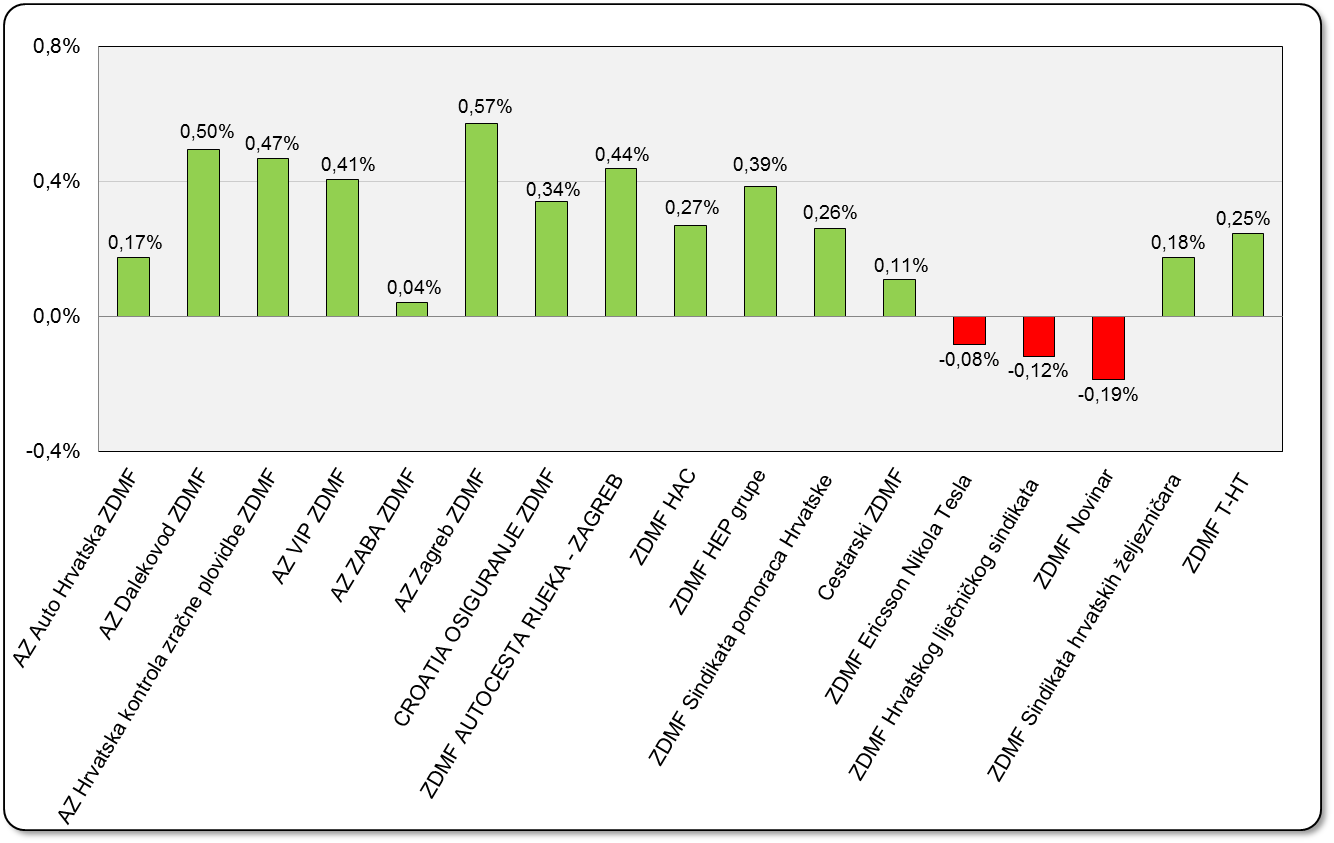 0,8%
0,4%
0,0%
-0,4%
0,17%
0,50%
0,47%
0,41%
0,04%
0,57%
0,34%
0,44%
0,27%
0,39%
0,26%
0,11%
-0,08%
-0,12%
-0,19%
0,18%
0,25%
AZ Auto Hrvatska ZDMF
AZ Dalekovod ZDMF
AZ Hrvatska kontrola zračne plovidbe ZDMF
AZ VIP ZDMF
AZ ZABA ZDMF
AZ Zagreb ZDMF
CROATIA OSIGURANJE ZDMF
ZDMF AUTOCESTA RIJEKA - ZAGREB
ZDMF HAC
ZDMF HEP grupe
ZDMF Sindikata pomoraca Hrvatske
Cestarski ZDMF
ZDMF Ericsson Nikola Tesla
ZDMF Hrvatskog liječničkog sindikata
ZDMF Novinar
ZDMF Sindikata hrvatskih željezničara
ZDMF T-HT